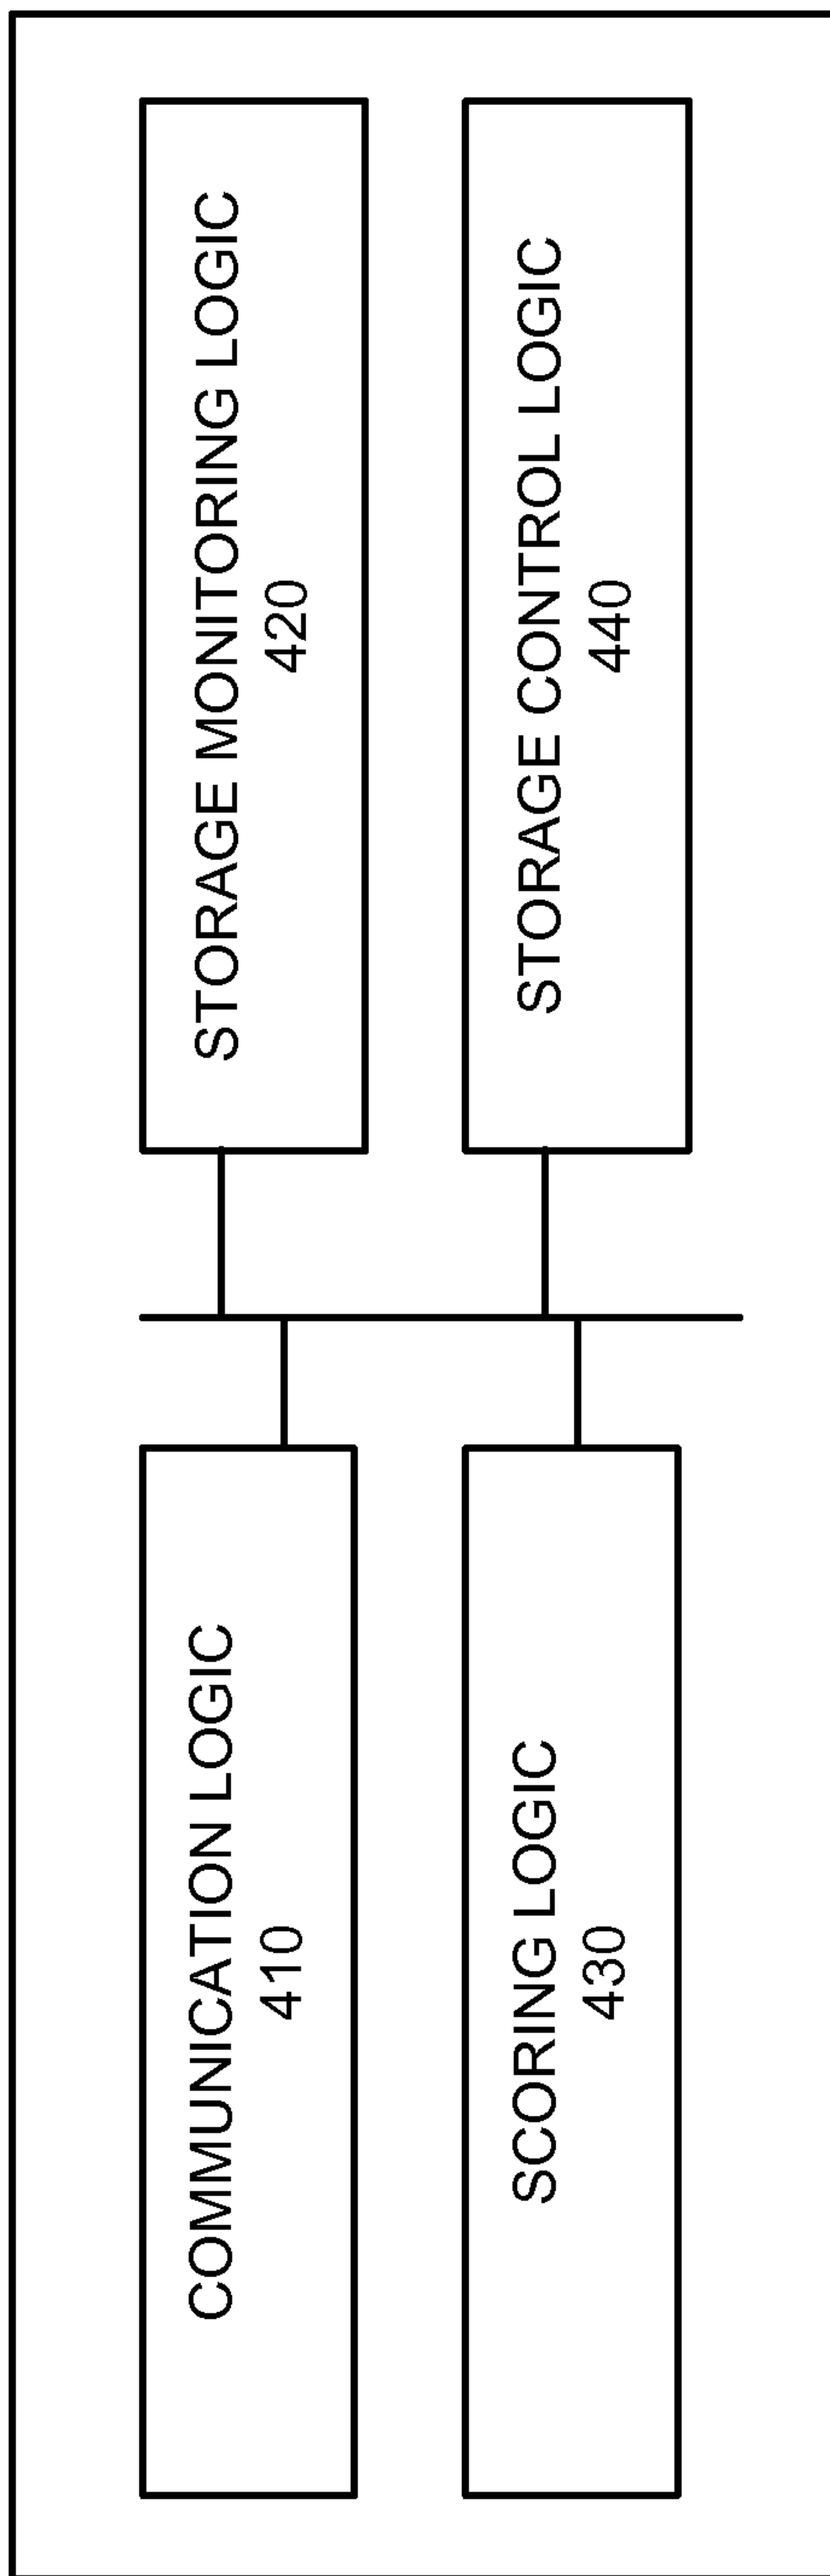 COMMUNICATION LOGIC
410
STORAGE MONITORING LOGIC
420
SCORING LOGIC
430
STORAGE CONTROL LOGIC
440